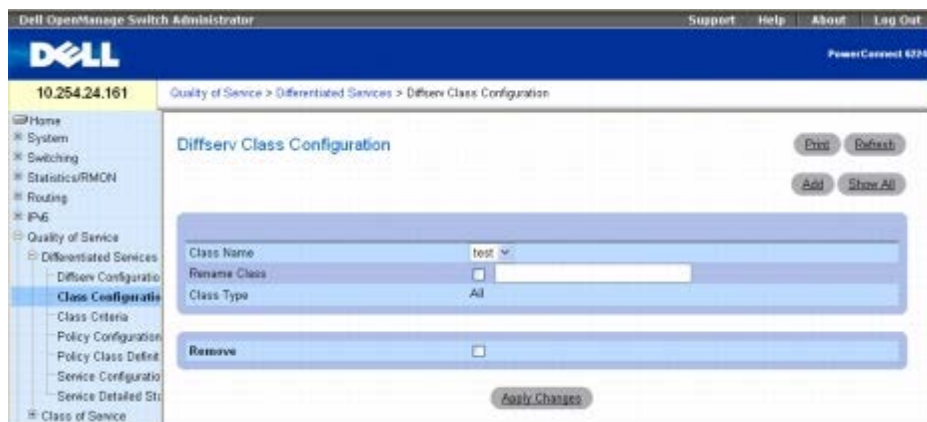 Dell OpenManage Switch Administrator
Support Help About Log Out
DELL
PowerConnect 6224
10.254.24.161
Quality of Service > Differentiated Services > Diffserv Class Configuration
Home
System
Switching
Statistics/RMON
Routing
IPv6
Quality of Service
Differentiated Services
Diffserv Configuratio
Class Configuratio
Class Criteria
Policy Configuration
Policy Class Definit
Service Configuratio
Service Detailed Sta
Class of Service
Diffserv Class Configuration
Print Refresh
Add Show All
Class Name test
Rename Class
Class Type All
Remove
Apply Changes